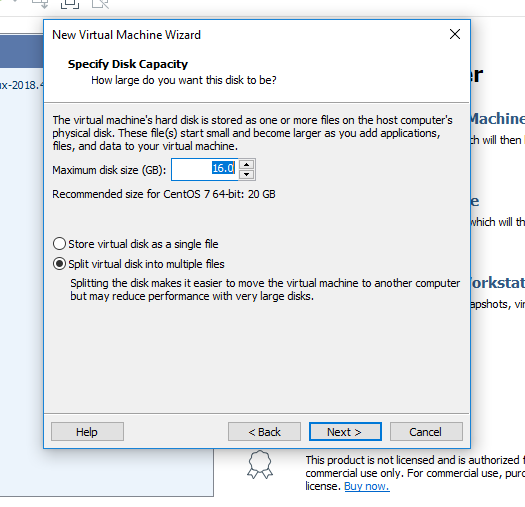 New Virtual Machine Wizard
Specify Disk Capacity
How large do you want this disk to be?
The virtual machine's hard disk is stored as one or more files on the host computer's
physical disk. These file(s) start small and become larger as you add applications,
files, and data to your virtual machine.
Maximum disk size (GB): 16.0
Recommended size for CentOS 7 64-bit: 20 GB
Store virtual disk as a single file
Split virtual disk into multiple files
Splitting the disk makes it easier to move the virtual machine to another computer
but may reduce performance with very large disks.
Help
< Back
Next >
Cancel
ux-2018.4
er
Machine
ch will then
e
which will th
orkstat
apshots, vir
This product is not licensed and is authorized f
commercial use only. For commercial use, purc
license. Buy now.